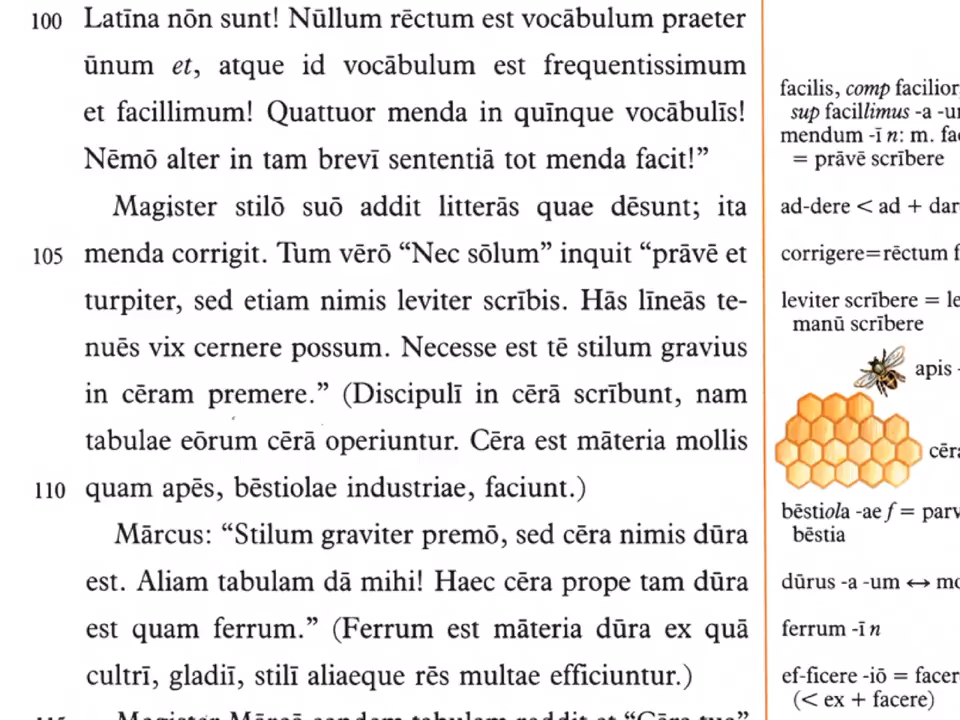 100 Latīna nōn sunt! Nūllum rēctum est vocābulum praeter
ūnum et, atque id vocābulum est frequentissimum
et facillimum! Quattuor menda in quīnque vocābulīs!
Nēmō alter in tam brevī sententiā tot menda facit!”
Magister stilō suō addit litterās quae dēsunt; ita
105 menda corrigit. Tum vērō “Nec sōlum” inquit “prāvē et
turpiter, sed etiam nimis leviter scrībis. Hās līneās te-
nuēs vix cernere possum. Necesse est tē stilum gravius
in cēram premere.” (Discipulī in cērā scrībunt, nam
tabulae eōrum cērā operiuntur. Cēra est māteria mollis
110 quam apēs, bēstiolae industriae, faciunt.)
Mārcus: “Stilum graviter premō, sed cēra nimis dūra
est. Aliam tabulam dā mihi! Haec cēra prope tam dūra
est quam ferrum.” (Ferrum est māteria dūra ex quā
cultrī, gladiī, stilī aliaeque rēs multae efficiuntur.)
facilis, comp facilior,
sup facillimus -a -um
mendum -ī n: m.
= prāvē scrībere
ad-dere < ad +
corrigere=rēctum
leviter scrībere =
manū scrībere
apis
bēstiola -ae f =
bēstia
dūrus -a -um ↔
ferrum -ī n
ef-ficere -iō =
(< ex + facere)